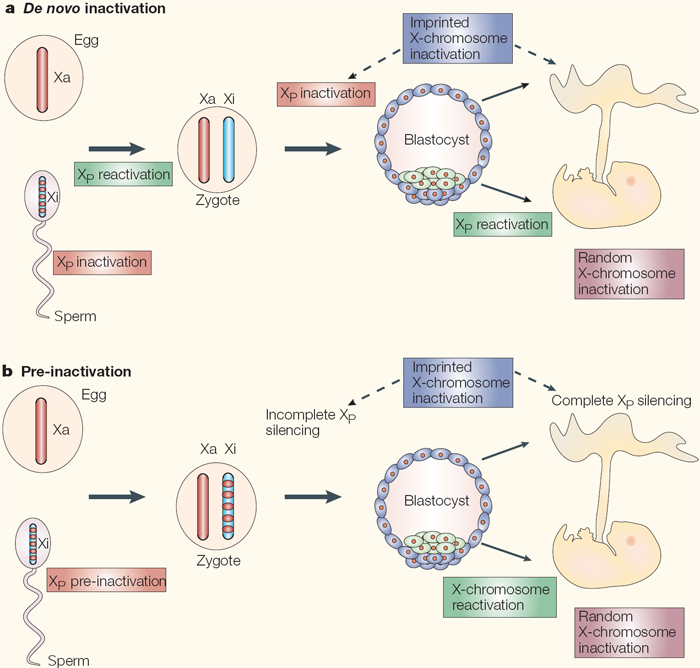 a De novo inactivation
Egg
Xa
Imprinted
X-chromosome
inactivation
XP inactivation
Xa Xi
Blastocyst
XP reactivation
Zygote
Xi
XP reactivation
XP inactivation
Random
X-chromosome
inactivation
Sperm
b Pre-inactivation
Egg
Xa
Imprinted
X-chromosome
inactivation
Incomplete XP
silencing
Complete XP silencing
Xa Xi
Blastocyst
Zygote
Xi
XP pre-inactivation
X-chromosome
reactivation
Random
X-chromosome
inactivation
Sperm